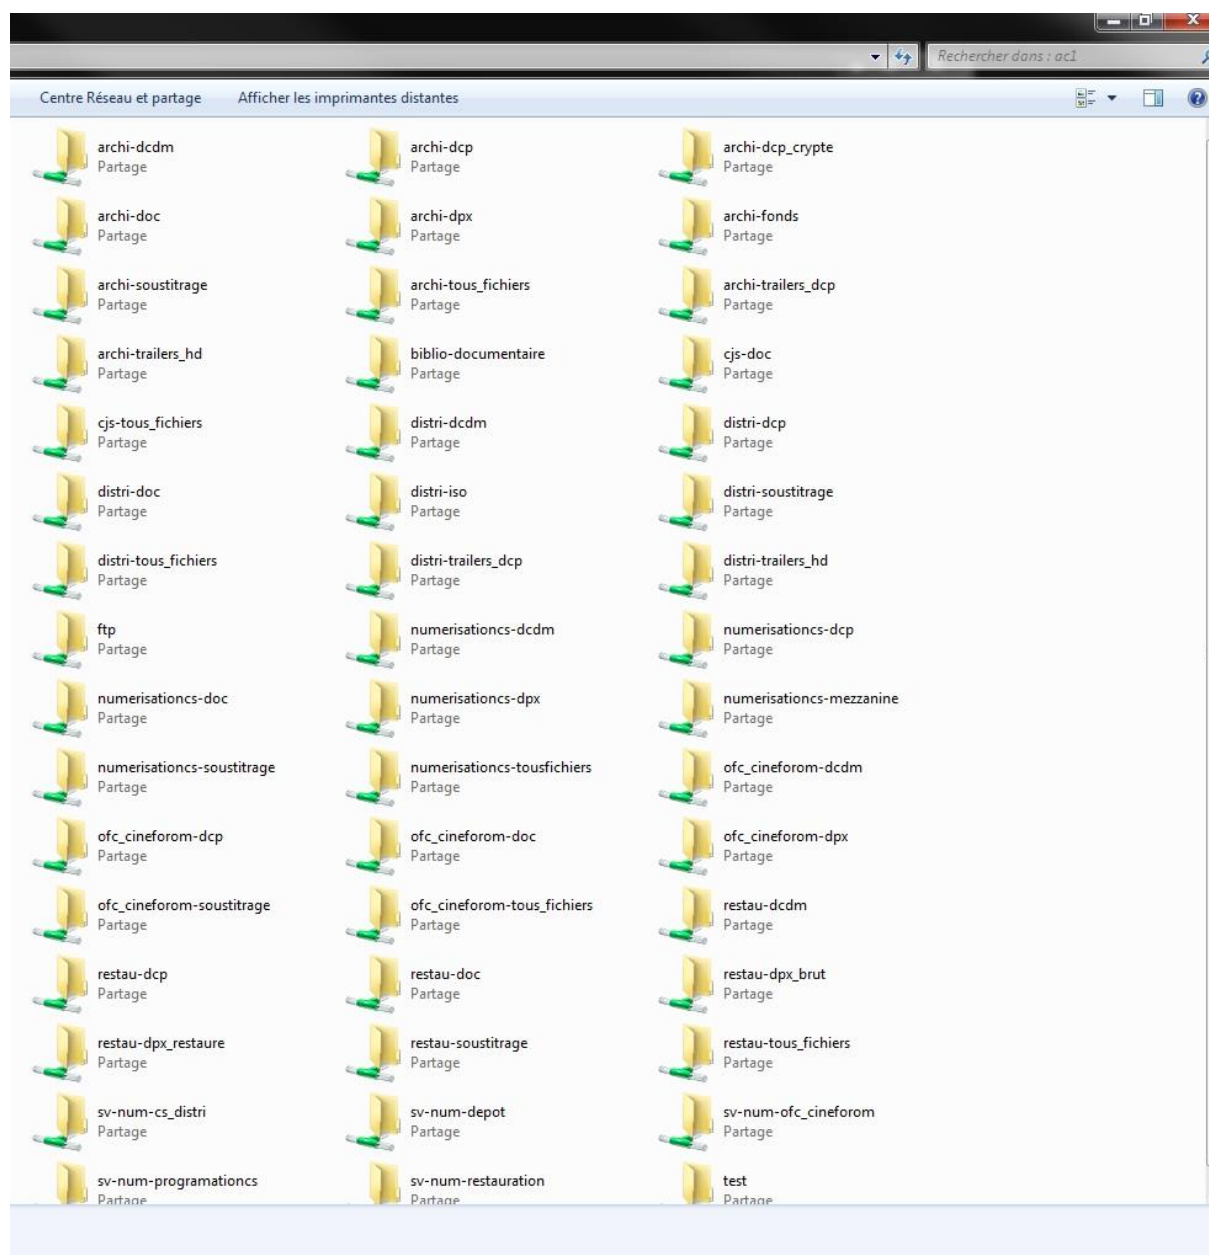 Rechercher dans : ac1
Centre Réseau et partage Afficher les imprimantes distantes
archi-dcdm archi-dcp archi-dcp_crypte
Partage Partage Partage
archi-doc archi-dpx archi-fonds
Partage Partage Partage
archi-soustitrage archi-tous_fichiers archi-trailers_dcp
Partage Partage Partage
archi-trailers_hd biblio-documentaire cjs-doc
Partage Partage Partage
cjs-tous_fichiers distri-dcdm distri-dcp
Partage Partage Partage
distri-doc distri-iso distri-soustitrage
Partage Partage Partage
distri-tous_fichiers distri-trailers_dcp distri-trailers_hd
Partage Partage Partage
ftp numerisationcs-dcdm numerisationcs-dcp
Partage Partage Partage
numerisationcs-doc numerisationcs-dpx numerisationcs-mezzanine
Partage Partage Partage
numerisationcs-soustitrage numerisationcs-tousfichiers ofc_cineforom-dcdm
Partage Partage Partage
ofc_cineforom-dcp ofc_cineforom-doc ofc_cineforom-dpx
Partage Partage Partage
ofc_cineforom-soustitrage ofc_cineforom-tous_fichiers restau-dcdm
Partage Partage Partage
restau-dcp restau-doc restau-dpx_brut
Partage Partage Partage
restau-dpx_restaure restau-soustitrage restau-tous_fichiers
Partage Partage Partage
sv-num-cs_distri sv-num-depot sv-num-ofc_cineforom
Partage Partage Partage
sv-num-programationcs sv-num-restauration test
Partage Partage Partage